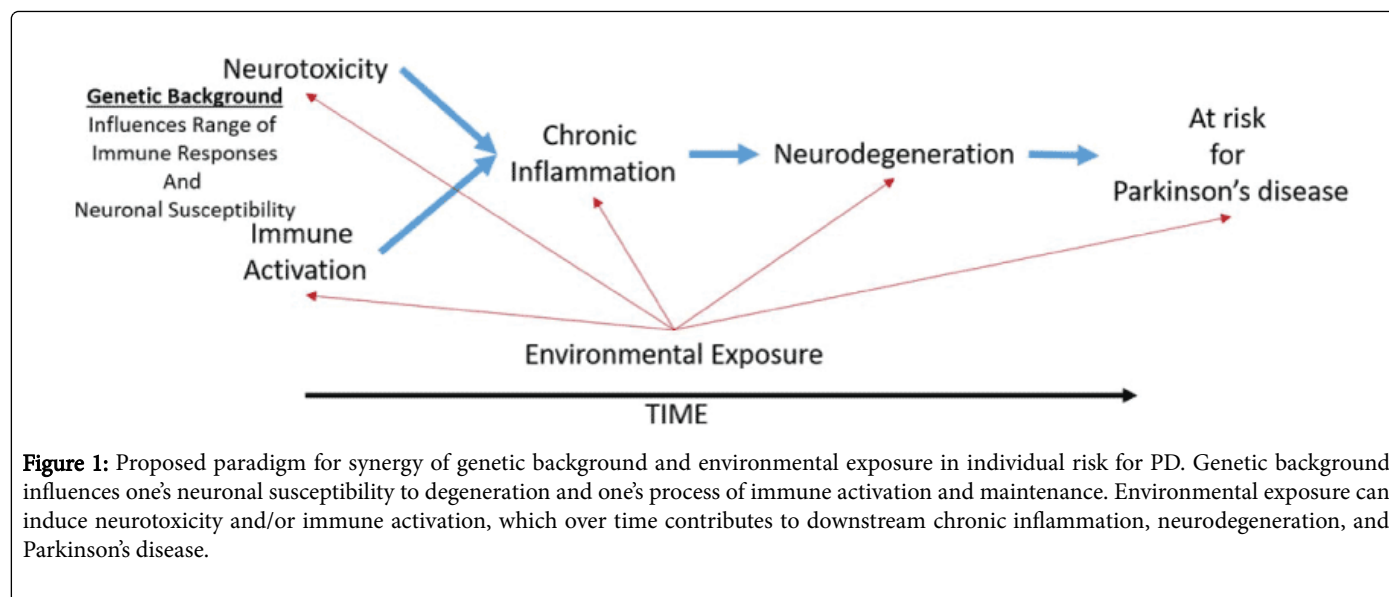 Neurotoxicity
Genetic Background
Influences Range of
Immune Responses
And
Neuronal Susceptibility
Immune
Activation
Chronic
Inflammation
Neurodegeneration
At risk
for
Parkinson's disease
Environmental Exposure
TIME
Figure 1: Proposed paradigm for synergy of genetic background and environmental exposure in individual risk for PD. Genetic background
influences one's neuronal susceptibility to degeneration and one's process of immune activation and maintenance. Environmental exposure can
induce neurotoxicity and/or immune activation, which over time contributes to downstream chronic inflammation, neurodegeneration, and
Parkinson's disease.